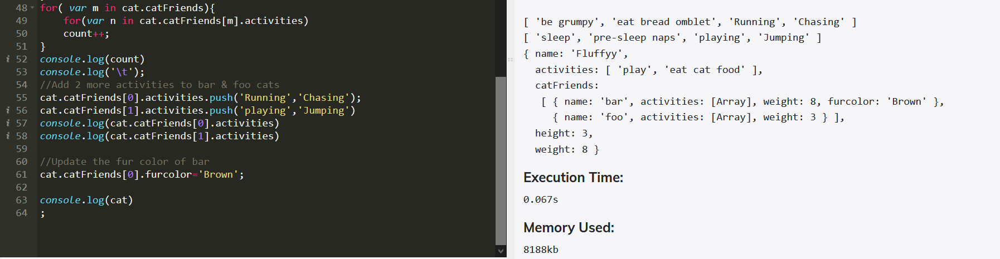 48 for( var m in cat.catFriends){
49 for(var n in cat.catFriends[m].activities)
50 count++;
51 }
i 52 console.log(count)
53 console.log('\t');
54 //Add 2 more activities to bar & foo cats
55 cat.catFriends[0].activities.push('Running','Chasing');
i 56 cat.catFriends[1].activities.push('playing','Jumping')
i 57 console.log(cat.catFriends[0].activities)
i 58 console.log(cat.catFriends[1].activities)
59
60 //Update the fur color of bar
61 cat.catFriends[0].furcolor='Brown';
62
63 console.log(cat)
64 ;
[ 'be grumpy', 'eat bread omblet', 'Running', 'Chasing' ]
[ 'sleep', 'pre-sleep naps', 'playing', 'Jumping' ]
{ name: 'Fluffyy',
activities: [ 'play', 'eat cat food' ],
catFriends:
[ { name: 'bar', activities: [Array], weight: 8, furcolor: 'Brown' },
{ name: 'foo', activities: [Array], weight: 3 } ],
height: 3,
weight: 8 }
Execution Time:
0.067s
Memory Used:
8188kb